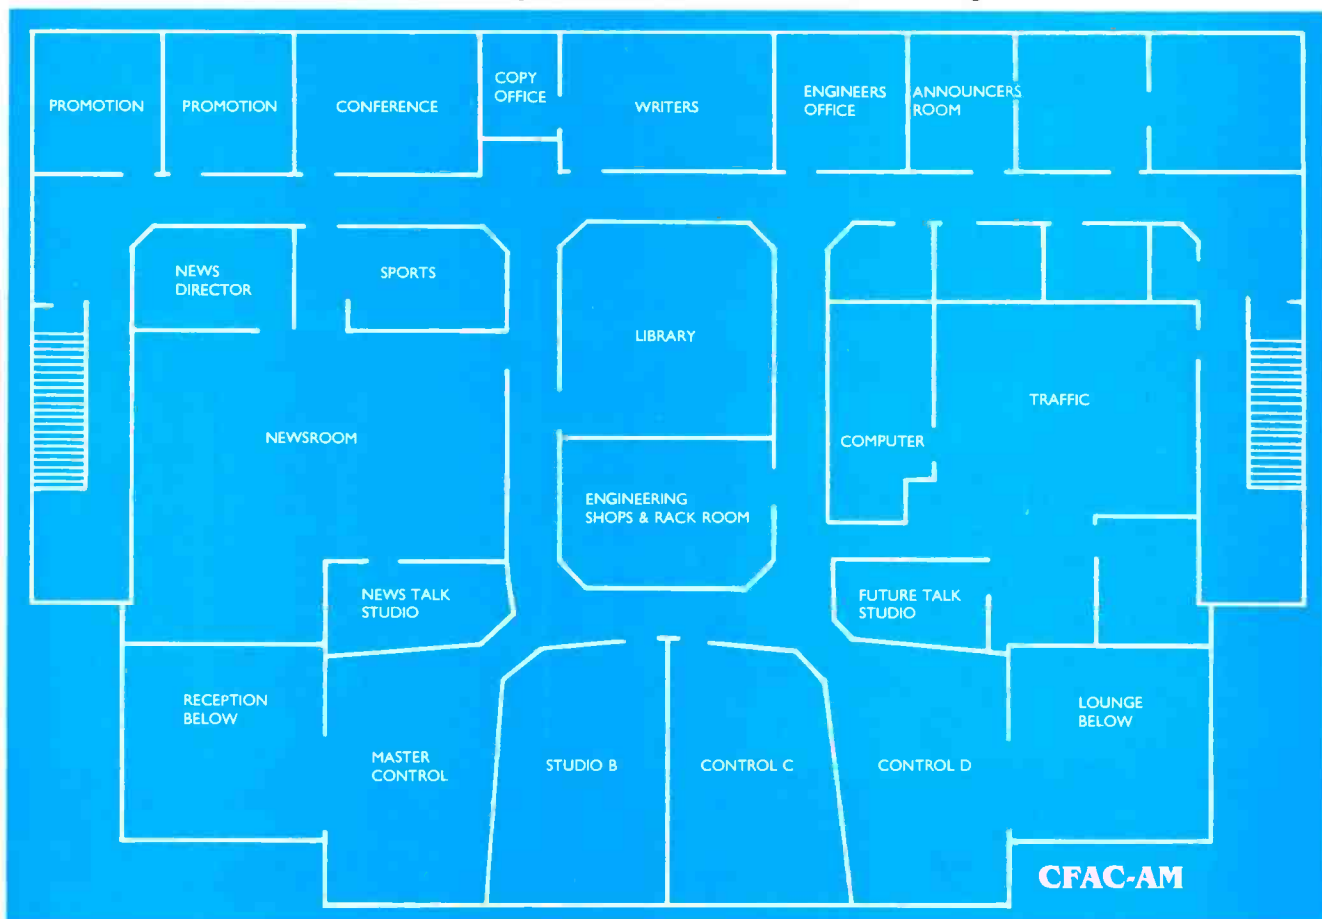 PROMOTION
PROMOTION
CONFERENCE
COPY
OFFICE
WRITERS
ENGINEERS
OFFICE
ANNOUNCERS
ROOM
NEWS
DIRECTOR
SPORTS
LIBRARY
NEWSROOM
COMPUTER
TRAFFIC
ENGINEERING
SHOPS & RACK ROOM
NEWS TALK
STUDIO
FUTURE TALK
STUDIO
RECEPTION
BELOW
MASTER
CONTROL
STUDIO B
CONTROL C
CONTROL D
LOUNGE
BELOW
CFAC-AM